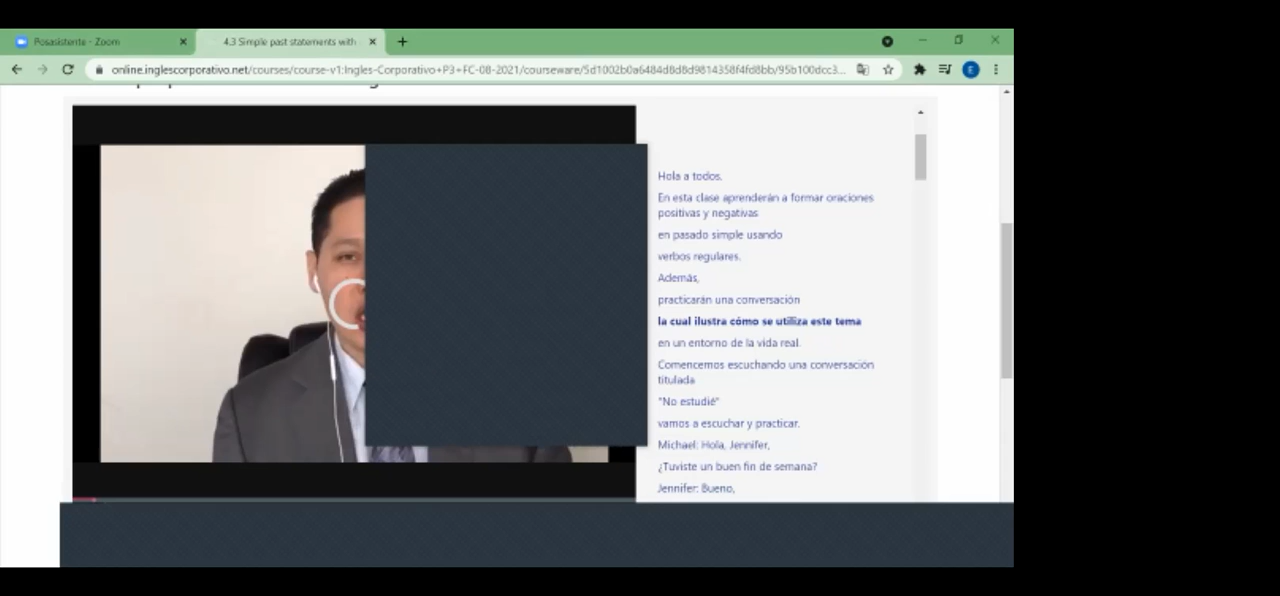 Posasistente - Zoom
4.3 Simple past statements with
online.inglescorporativo.net/courses/course-v1:Ingles-Corporativo+P3+FC-08-2021/courseware/5d1002b0a6484d8d8d9814358f4fd8bb/95b100dcc3...
E
Hola a todos,
En esta clase aprenderán a formar oraciones
positivas y negativas
en pasado simple usando
verbos regulares.
Además,
practicarán una conversación
la cual ilustra cómo se utiliza este tema
en un entorno de la vida real.
Comencemos escuchando una conversación
titulada
"No estudié"
vamos a escuchar y practicar.
Michael: Hola, Jennifer,
¿Tuviste un buen fin de semana?
Jennifer: Bueno,